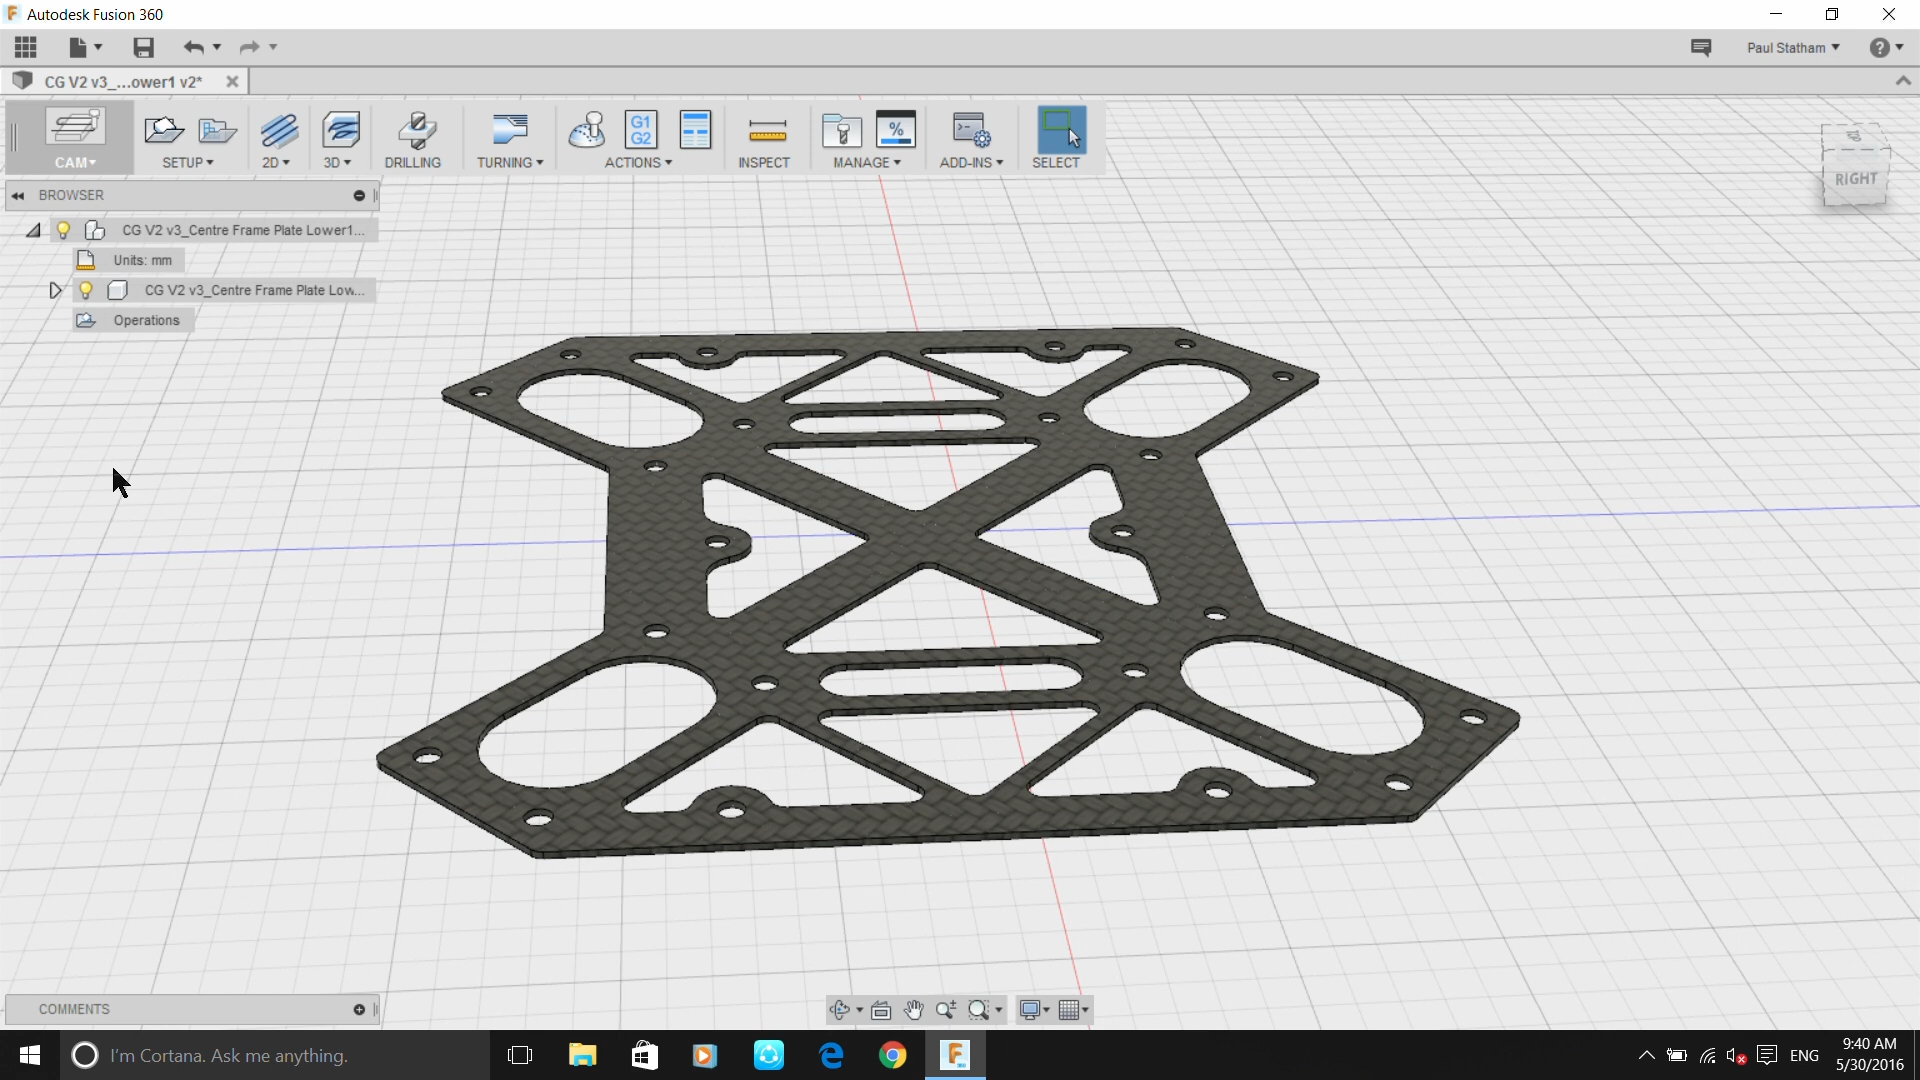 Autodesk Fusion 360
Paul Statham
CG V2 v3_...ower1 v2*
G1
G2
%
CAM
SETUP
2D
3D
DRILLING
TURNING
ACTIONS
INSPECT
MANAGE
ADD-INS
SELECT
RIGHT
BROWSER
CG V2 v3_Centre Frame Plate Lower1...
Units: mm
CG V2 v3_Centre Frame Plate Low...
Operations
COMMENTS
I'm Cortana. Ask me anything.
ENG
9:40 AM
5/30/2016